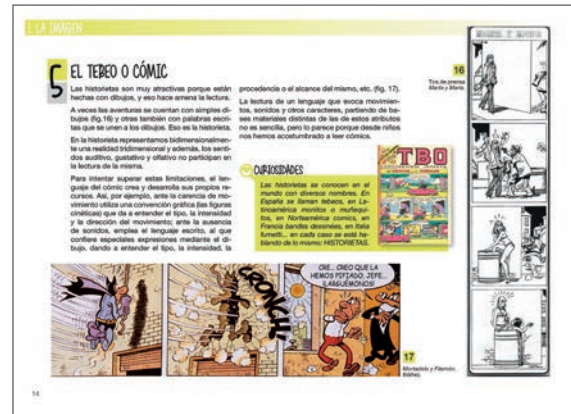 1. LA IMAGEN
5 EL TEBEO O CÓMIC
Las historietas son muy atractivas porque están
hechas con dibujos, y eso hace amena la lectura.
A veces las aventuras se cuentan con simples di-
bujos (fig.16) y otras también con palabras escri-
tas que se unen a los dibujos. Eso es la historieta.
En la historieta representamos bidimensionalmen-
te una realidad tridimensional y además, los senti-
dos auditivo, gustativo y olfativo no participan en
la lectura de la misma.
Para intentar superar estas limitaciones, el len-
guaje del cómic crea y desarrolla sus propios re-
cursos. Así, por ejemplo, ante la carencia de mo-
vimiento utiliza una convención gráfica (las figuras
cinéticas) que da a entender el tipo, la intensidad
y la dirección del movimiento; ante la ausencia
de sonidos, emplea el lenguaje escrito, al que
confiere especiales expresiones mediante el di-
bujo, dando a entender el tipo, la intensidad, la
procedencia o el alcance del mismo, etc. (fig. 17).
La lectura de un lenguaje que evoca movimien-
tos, sonidos y otros caracteres, partiendo de ba-
ses materiales distintas de las de estos atributos
no es sencilla, pero lo parece porque desde niños
nos hemos acostumbrado a leer cómics.
CURIOSIDADES
Las historietas se conocen en el
mundo con diversos nombres. En
España se llaman tebeos, en La-
tinoamérica monitos o muñequi-
tos, en Norteamérica comics, en
Francia bandes dessinées, en Italia
fumetti... en cada caso se está ha-
blando de lo mismo: HISTORIETAS.
TBO
16
Tira de prensa
CRONCH
CRE... CREO QUE LA
HEMOS PIFIADO, JEFE...
¡LARGUÉMONOS!
17
Mortadelo y Filemón.
Ibáñez.
14